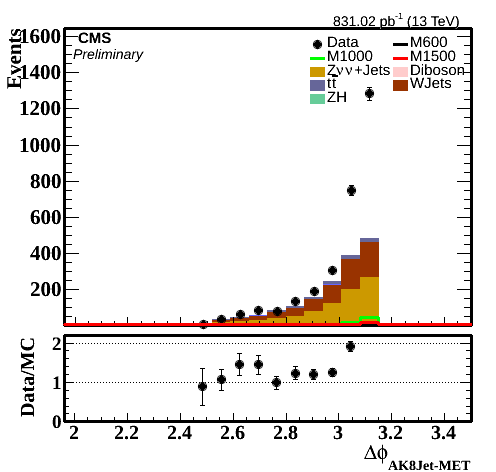 831.02 pb-1 (13 TeV)
CMS
Preliminary
Data
M600
M1000
M1500
Zνν+Jets
Diboson
tt̄
WJets
ZH
Events
1600
1400
1200
1000
800
600
400
200
Data/MC
2
1
0
2 2.2 2.4 2.6 2.8 3 3.2 3.4
Δϕ
AK8Jet-MET